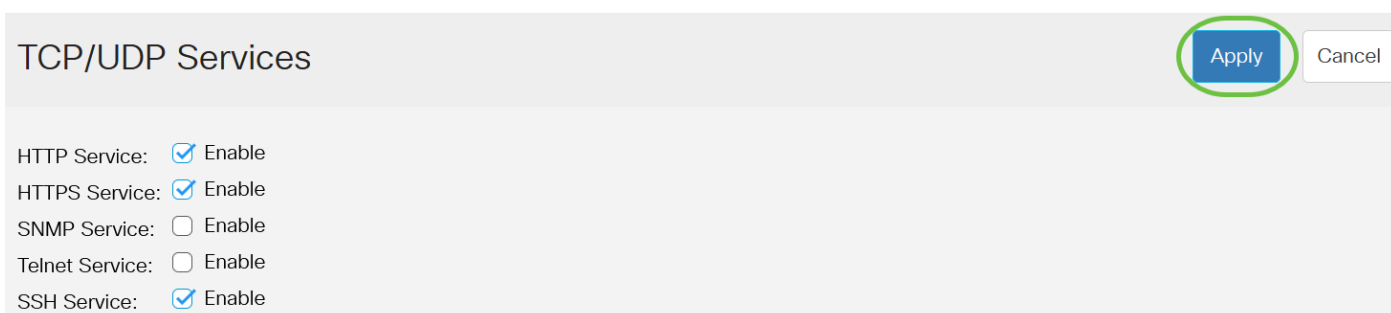 TCP/UDP Services Apply Cancel
HTTP Service: Enable
HTTPS Service: Enable
SNMP Service: Enable
Telnet Service: Enable
SSH Service: Enable